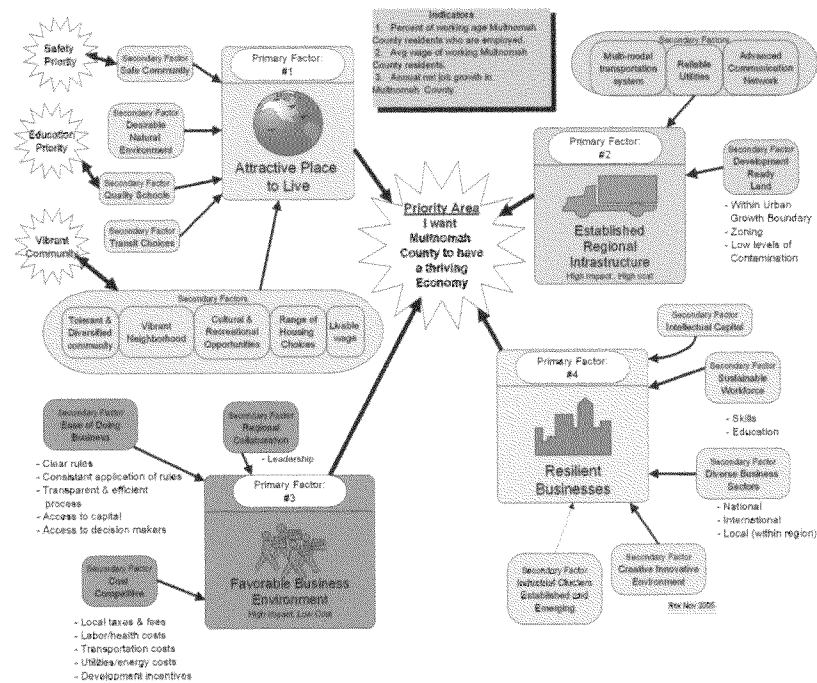 Indicators
1. Percent of working age Multnomah
County residents who are employed.
2. Avg wage of working Multnomah
County residents.
3. Annual net job growth in
Multnomah County
Safety
Priority
Secondary Factor
Safe Community
Primary Factor:
#1
Attractive Place
to Live
Education
Priority
Secondary Factor
Desirable
Natural
Environment
Secondary Factor
Quality Schools
Vibrant
Community
Secondary Factor
Transit Choices
Secondary Factors
Tolerant &
Diversified
community
Vibrant
Neighborhood
Cultural &
Recreational
Opportunities
Range of
Housing
Choices
Livable
wage
Priority Area
I want
Multnomah
County to have
a thriving
Economy
Secondary Factors
Multi-modal
transportation
system
Reliable
Utilities
Advanced
Communication
Network
Primary Factor:
#2
Established
Regional
Infrastructure
High Impact, High cost
Secondary Factor
Development
Ready
Land
- Within Urban
Growth Boundary
- Zoning
- Low levels of
Contamination
Secondary Factor
Ease of Doing
Business
- Clear rules
- Consistent application of rules
- Transparent & efficient
process
- Access to capital
- Access to decision makers
Secondary Factor
Regional
Collaboration
- Leadership
Primary Factor:
#3
Favorable Business
Environment
High Impact, Low Cost
Secondary Factor
Cost
Competitive
- Local taxes & fees
- Labor/health costs
- Transportation costs
- Utilities/energy costs
- Development incentives
Primary Factor:
#4
Resilient
Businesses
Secondary Factor
Intellectual Capital
Secondary Factor
Sustainable
Workforce
- Skills
- Education
Secondary Factor
Diverse Business
Sectors
- National
- International
- Local (within region)
Secondary Factor
Creative Innovative
Environment
Secondary Factor
Industrial Clusters
Established and
Emerging